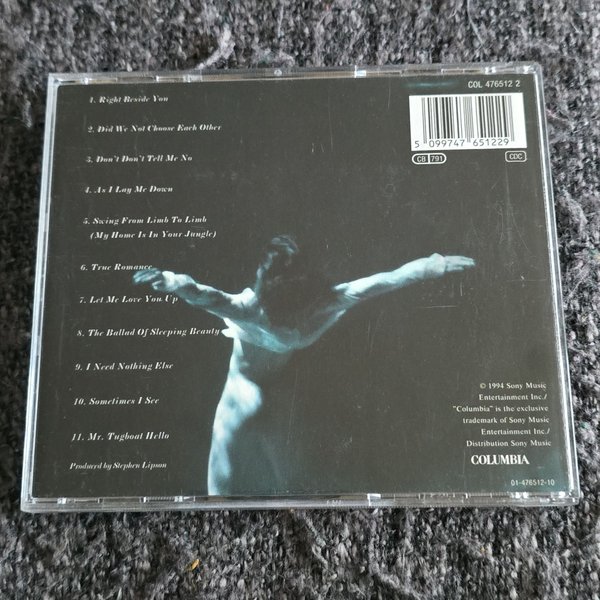 COL 476512 2
5 099747 651229
CB 791 CDC
1. Right Beside You
2. Did We Not Choose Each Other
3. Don't Don't Tell Me No
4. As I Lay Me Down
5. Swing From Limb To Limb
(My Home Is In Your Jungle)
6. True Romance
7. Let Me Love You Up
8. The Ballad Of Sleeping Beauty
9. I Need Nothing Else
10. Sometimes I See
11. Mr. Tugboat Hello
Produced by Stephen Lipson
© 1994 Sony Music
Entertainment Inc./
"Columbia" is the exclusive
trademark of Sony Music
Entertainment Inc./
Distribution Sony Music
COLUMBIA
01-476512-10